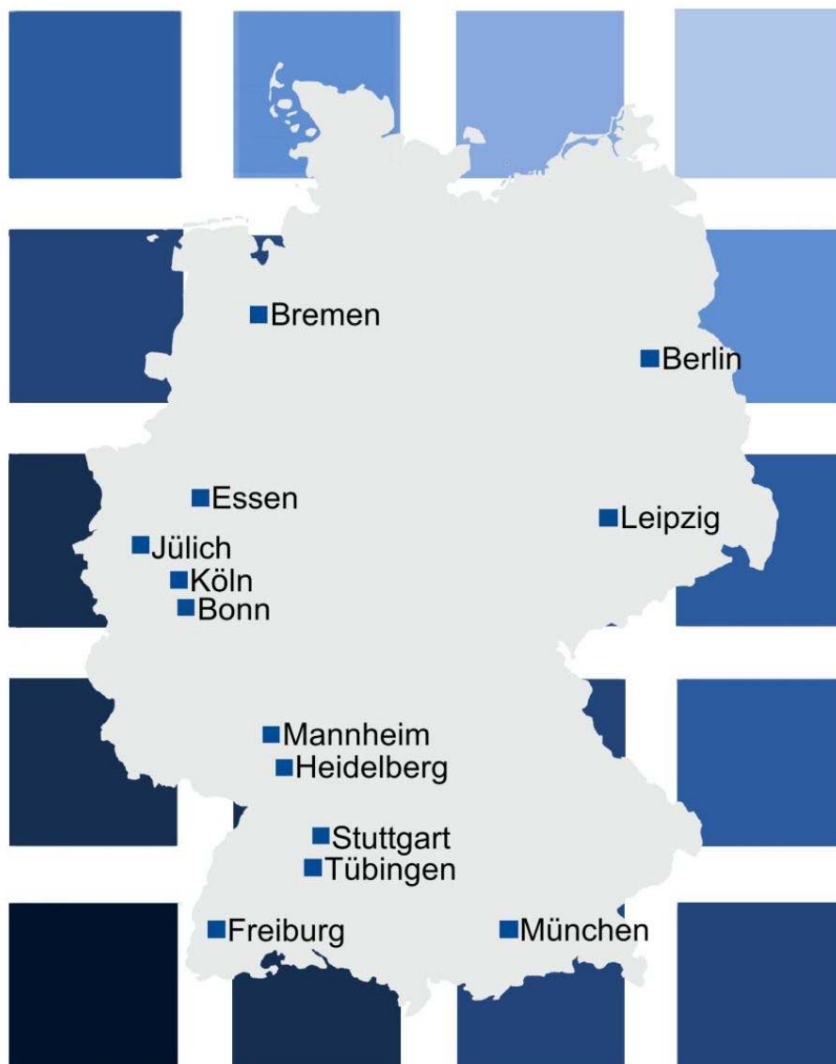 Bremen
Berlin
Essen
Leipzig
Jülich
Köln
Bonn
Mannheim
Heidelberg
Stuttgart
Tübingen
Freiburg
München